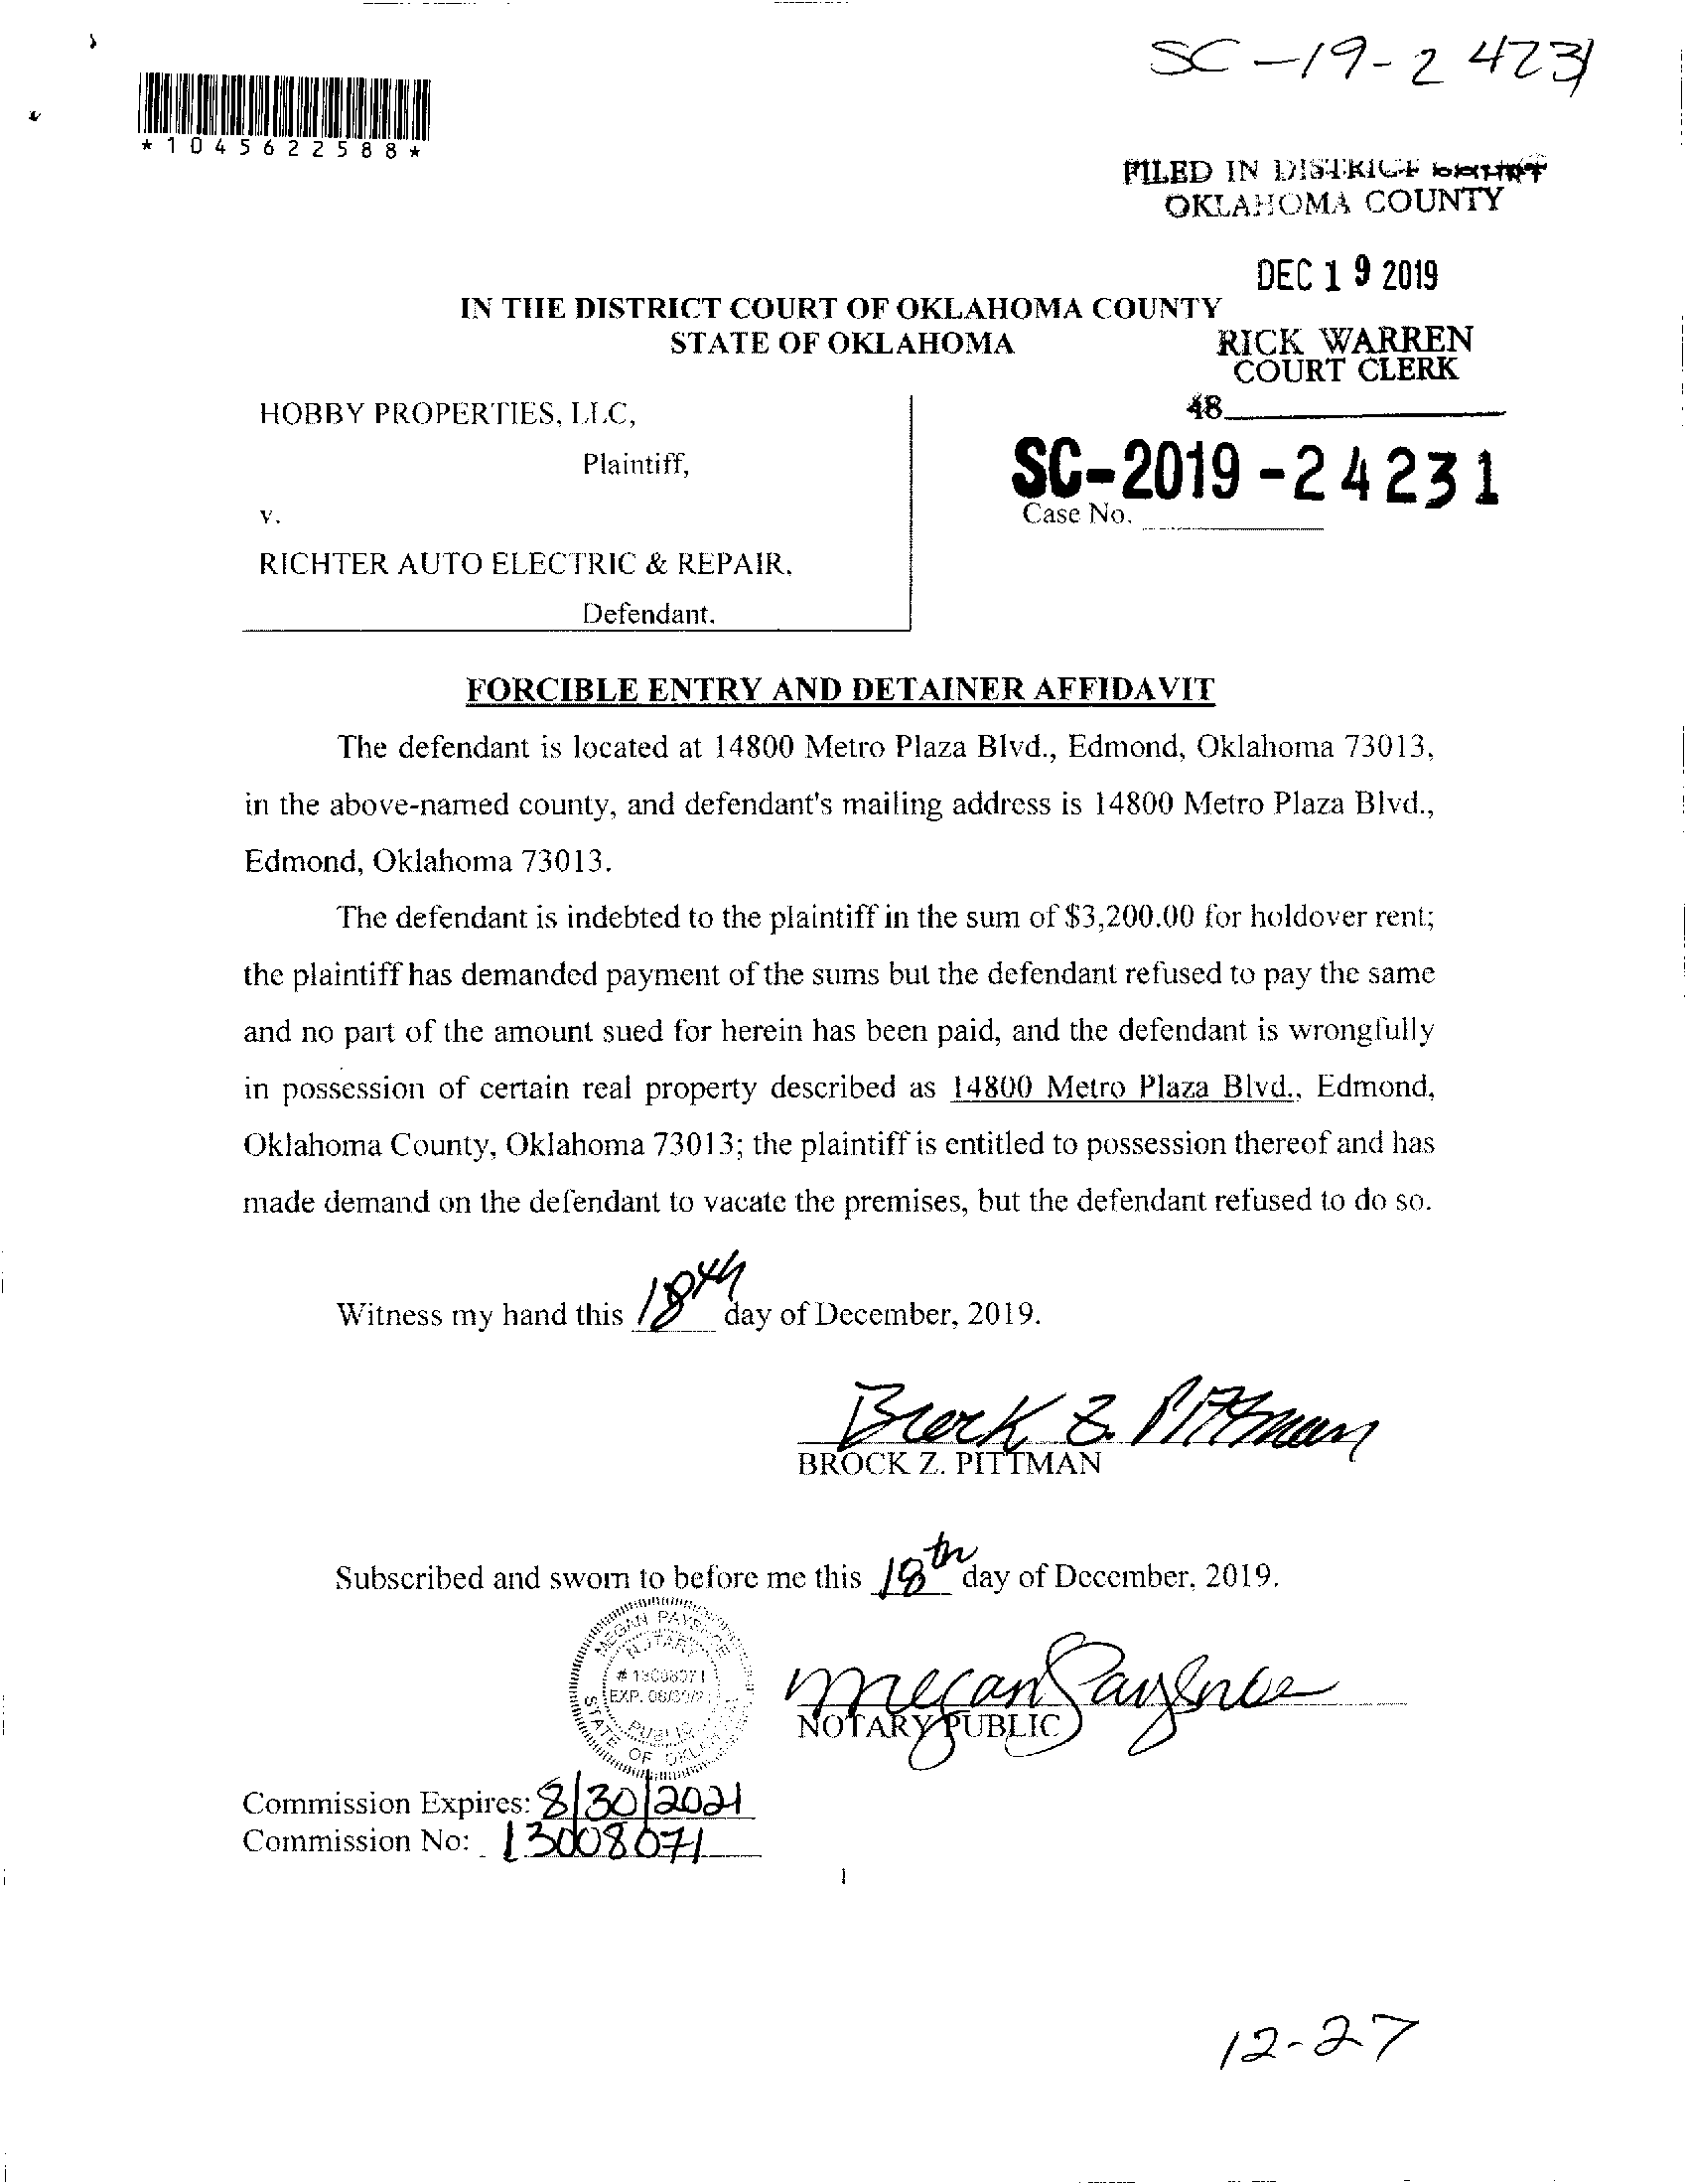 SC-19-24231
*1045622588*
FILED IN DISTRICT COURT
OKLAHOMA COUNTY
DEC 19 2019
IN THE DISTRICT COURT OF OKLAHOMA COUNTY
STATE OF OKLAHOMA
RICK WARREN
COURT CLERK
48
HOBBY PROPERTIES, LLC,
Plaintiff,
SC-2019-24231
v.
Case No.
RICHTER AUTO ELECTRIC & REPAIR,
Defendant.
FORCIBLE ENTRY AND DETAINER AFFIDAVIT
The defendant is located at 14800 Metro Plaza Blvd., Edmond, Oklahoma 73013,
in the above-named county, and defendant's mailing address is 14800 Metro Plaza Blvd.,
Edmond, Oklahoma 73013.
The defendant is indebted to the plaintiff in the sum of $3,200.00 for holdover rent;
the plaintiff has demanded payment of the sums but the defendant refused to pay the same
and no part of the amount sued for herein has been paid, and the defendant is wrongfully
in possession of certain real property described as 14800 Metro Plaza Blvd., Edmond,
Oklahoma County, Oklahoma 73013; the plaintiff is entitled to possession thereof and has
made demand on the defendant to vacate the premises, but the defendant refused to do so.
Witness my hand this 18th day of December, 2019.
Brock Z. Pittman
BROCK Z. PITTMAN
Subscribed and sworn to before me this 18th day of December, 2019.
MEGAN PAYENCE
NOTARY
# 13008071
EXP. 08/30/21
PUBLIC
STATE OF OKLAHOMA
Megan Payence
NOTARY PUBLIC
Commission Expires: 8/30/2021
Commission No: 13008071
1
12-27